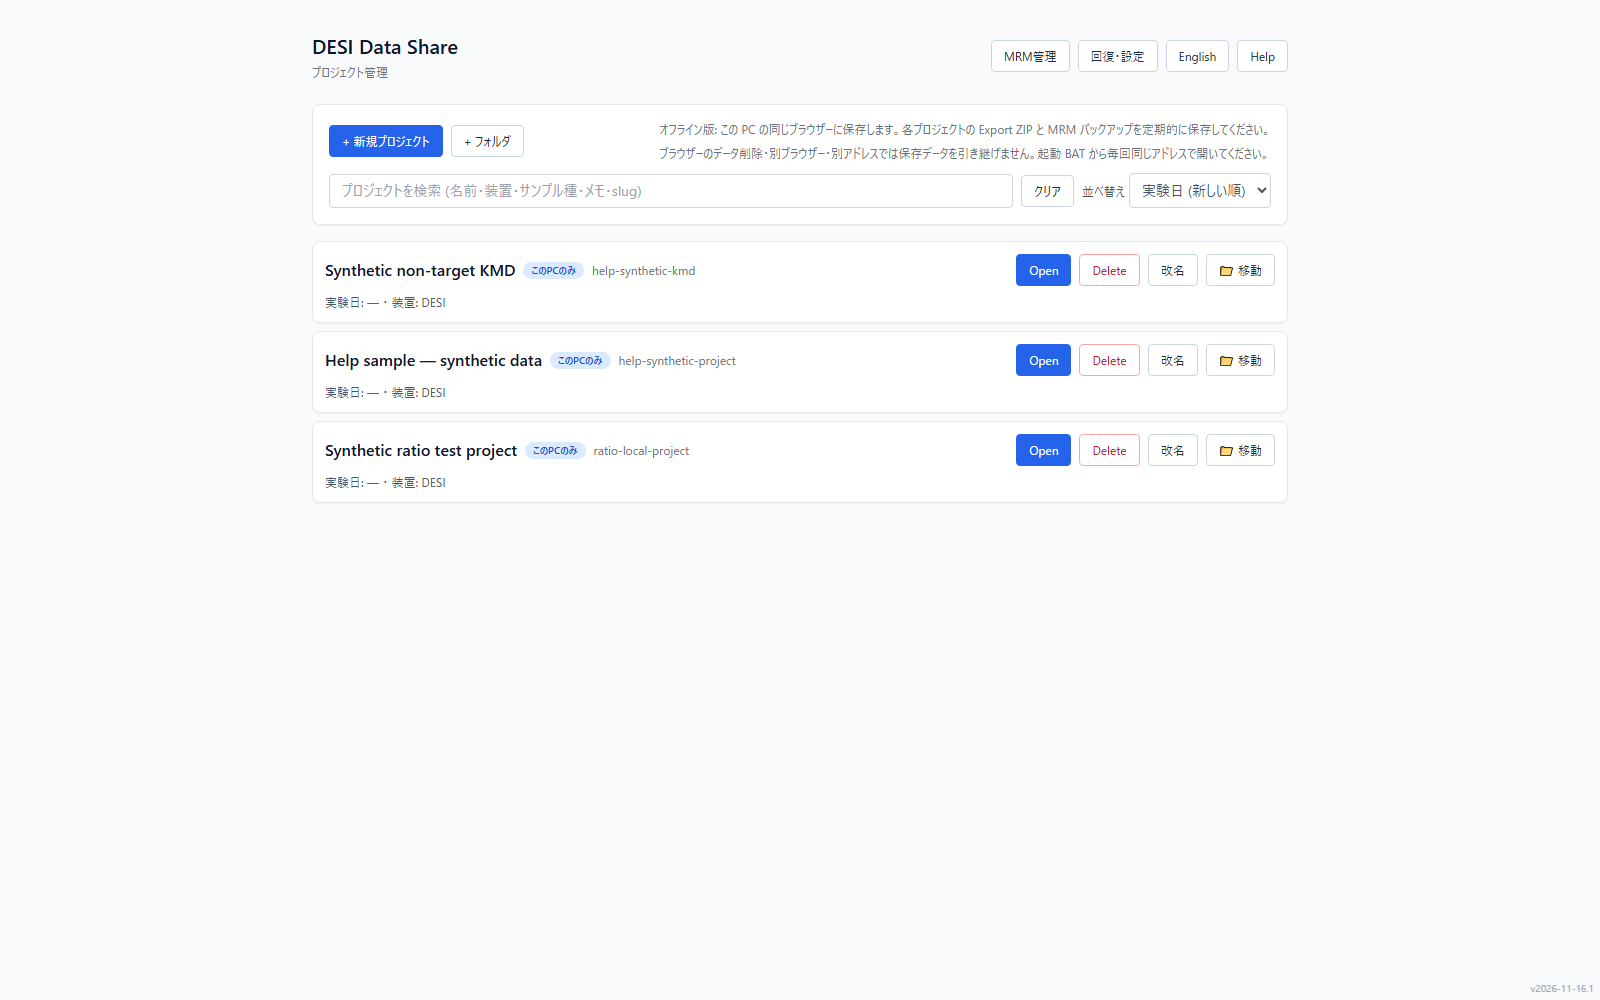 DESI Data Share
プロジェクト管理
MRM管理 回復・設定 English Help
+ 新規プロジェクト + フォルダ
オフライン版: この PC の同じブラウザーに保存します。各プロジェクトの Export ZIP と MRM バックアップを定期的に保存してください。
ブラウザーのデータ削除・別ブラウザー・別アドレスでは保存データを引き継げません。起動 BAT から毎回同じアドレスで開いてください。
プロジェクトを検索 (名前・装置・サンプル種・メモ・slug) クリア 並べ替え 実験日 (新しい順)
Synthetic non-target KMD このPCのみ help-synthetic-kmd Open Delete 改名 移動
実験日: — ・ 装置: DESI
Help sample — synthetic data このPCのみ help-synthetic-project Open Delete 改名 移動
実験日: — ・ 装置: DESI
Synthetic ratio test project このPCのみ ratio-local-project Open Delete 改名 移動
実験日: — ・ 装置: DESI
v2026-11-16.1